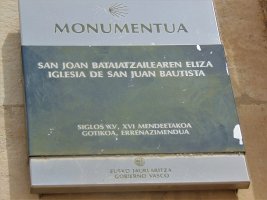 MONUMENTUA
SAN JOAN BATAIATZAILEAREN ELIZA
IGLESIA DE SAN JUAN BAUTISTA
SIGLOS XV, XVI MENDEETAKOA
GOTIKOA, ERRENAZIMENDUA
EUSKO JAURLARITZA
GOBIERNO VASCO